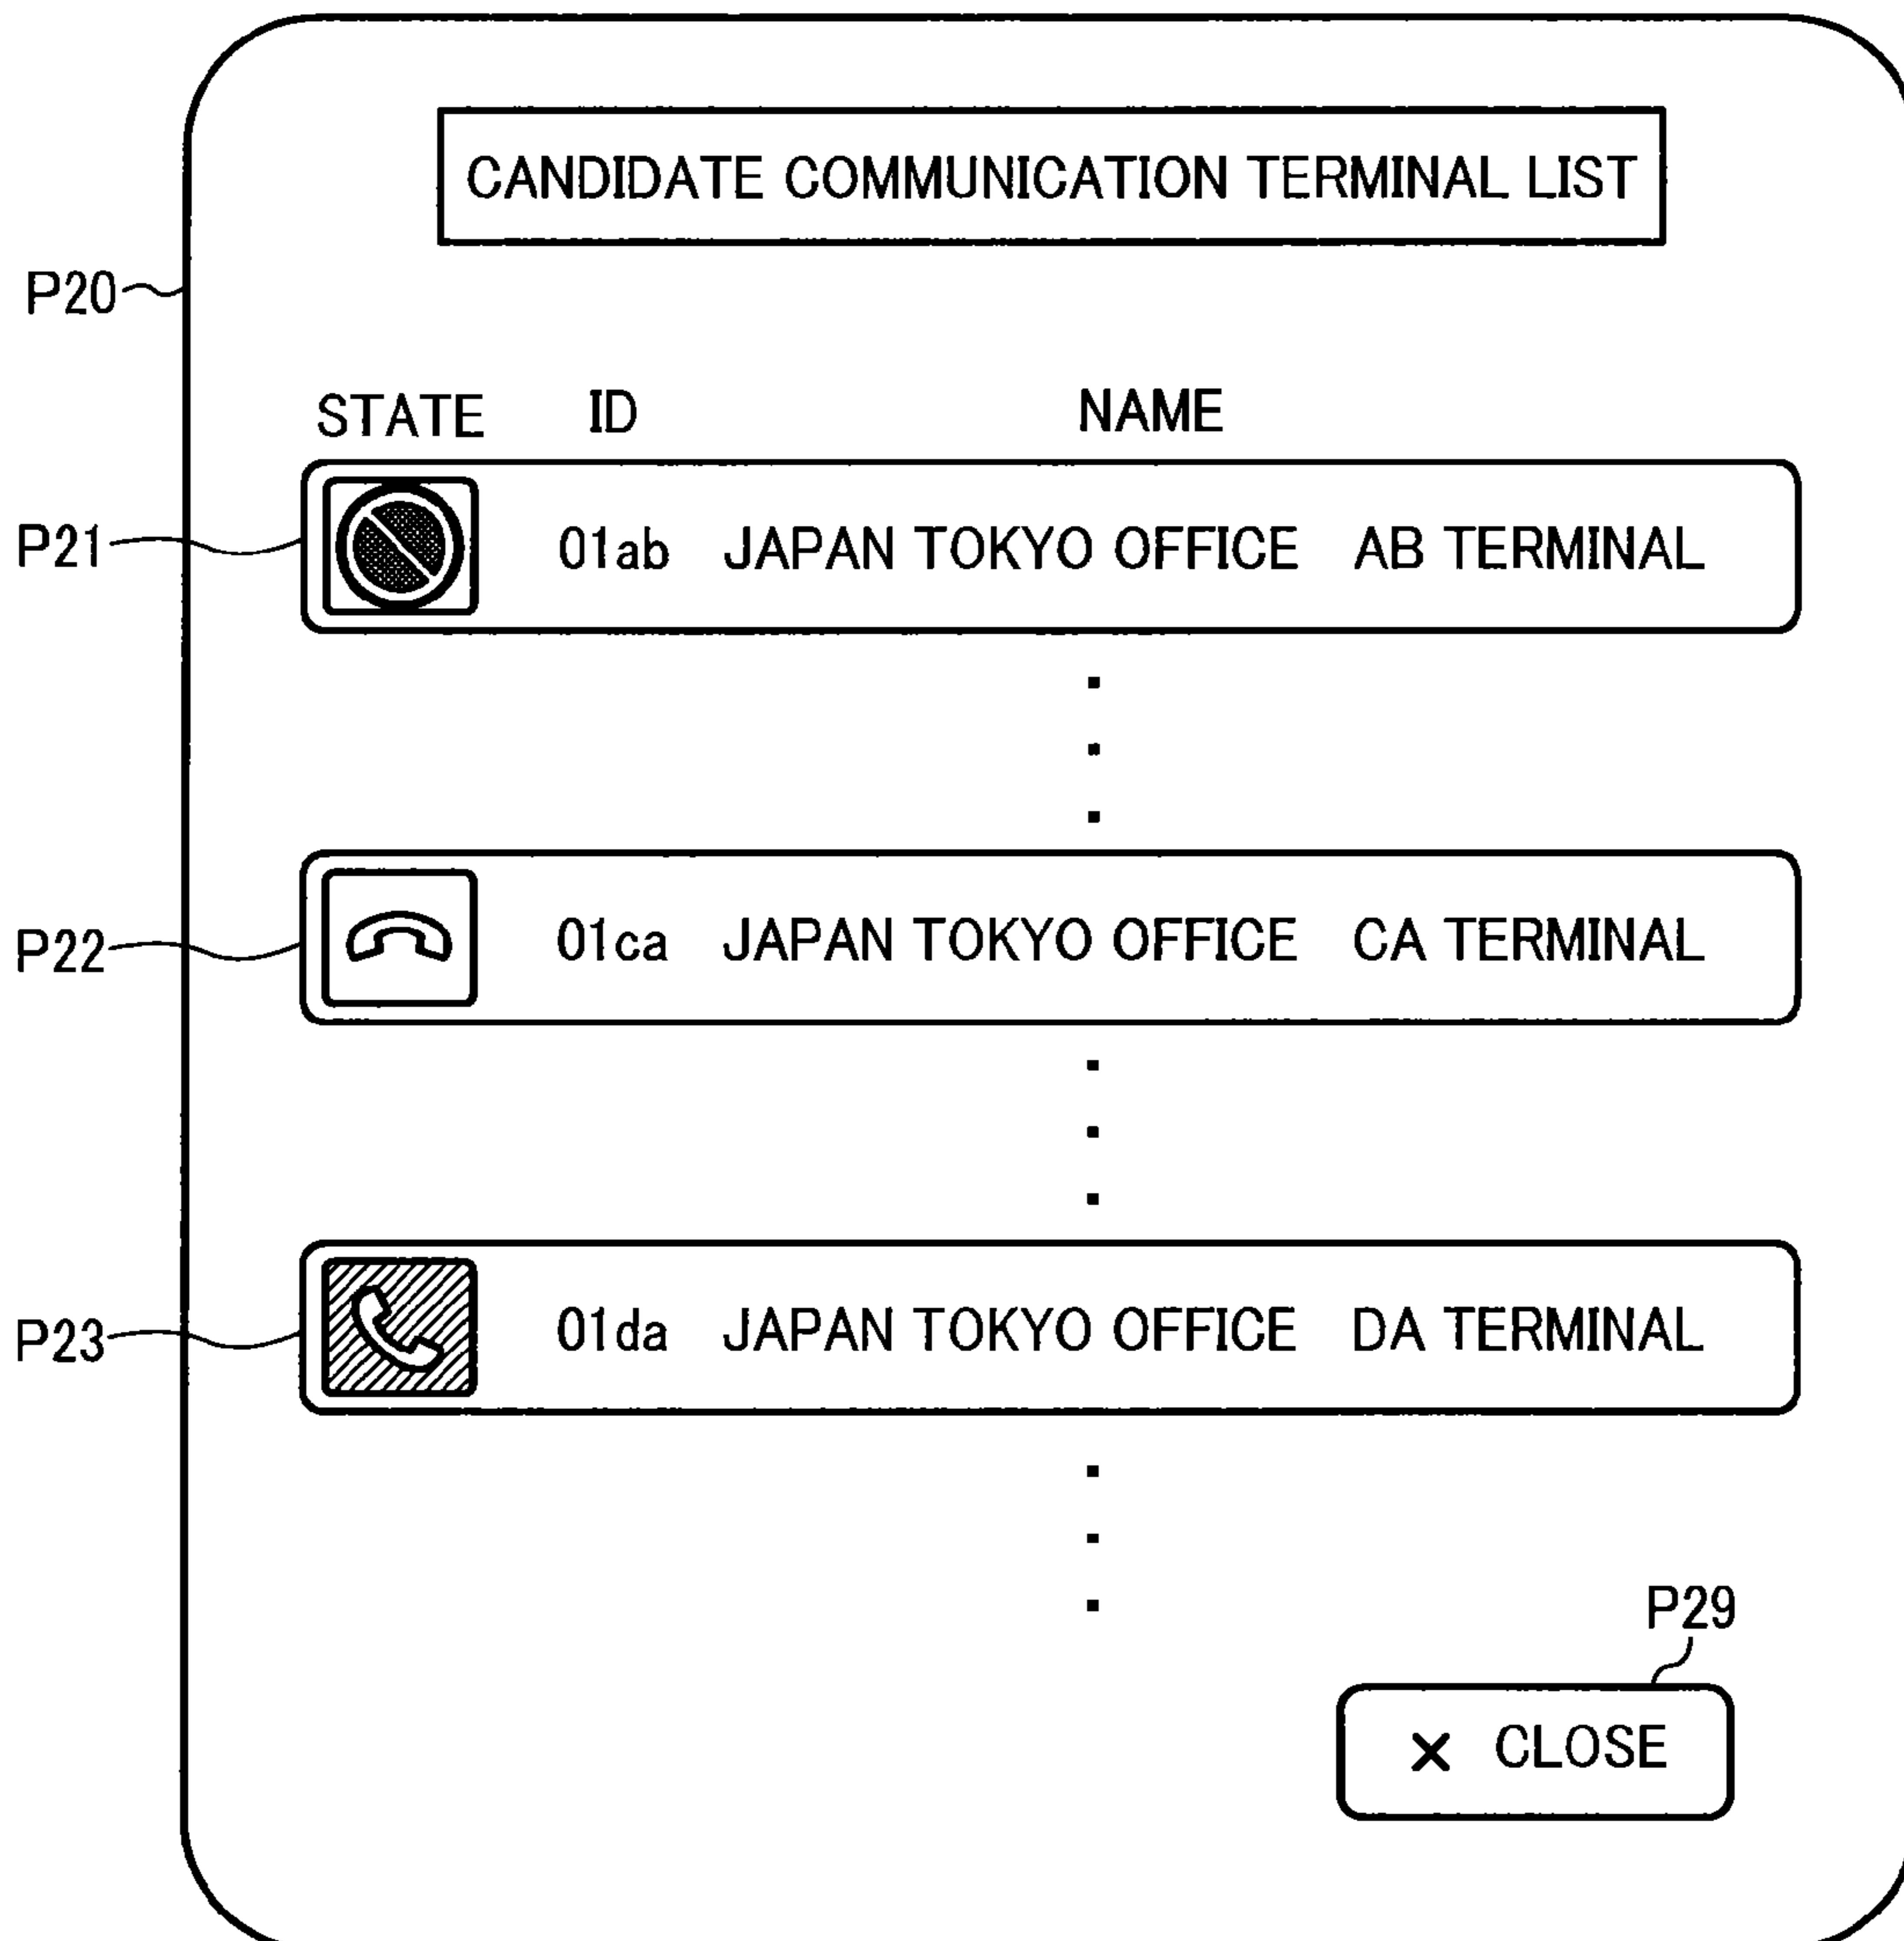 CANDIDATE COMMUNICATION TERMINAL LIST
P20
STATE ID NAME
P21 01ab JAPAN TOKYO OFFICE AB TERMINAL
P22 01ca JAPAN TOKYO OFFICE CA TERMINAL
P23 01da JAPAN TOKYO OFFICE DA TERMINAL
P29
× CLOSE